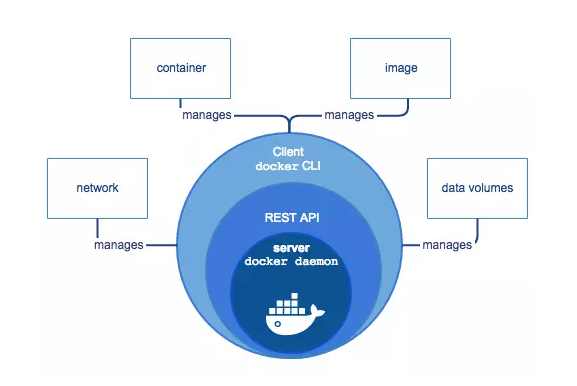 container
image
manages
manages
Client
docker CLI
network
data volumes
REST API
manages
manages
server
docker daemon